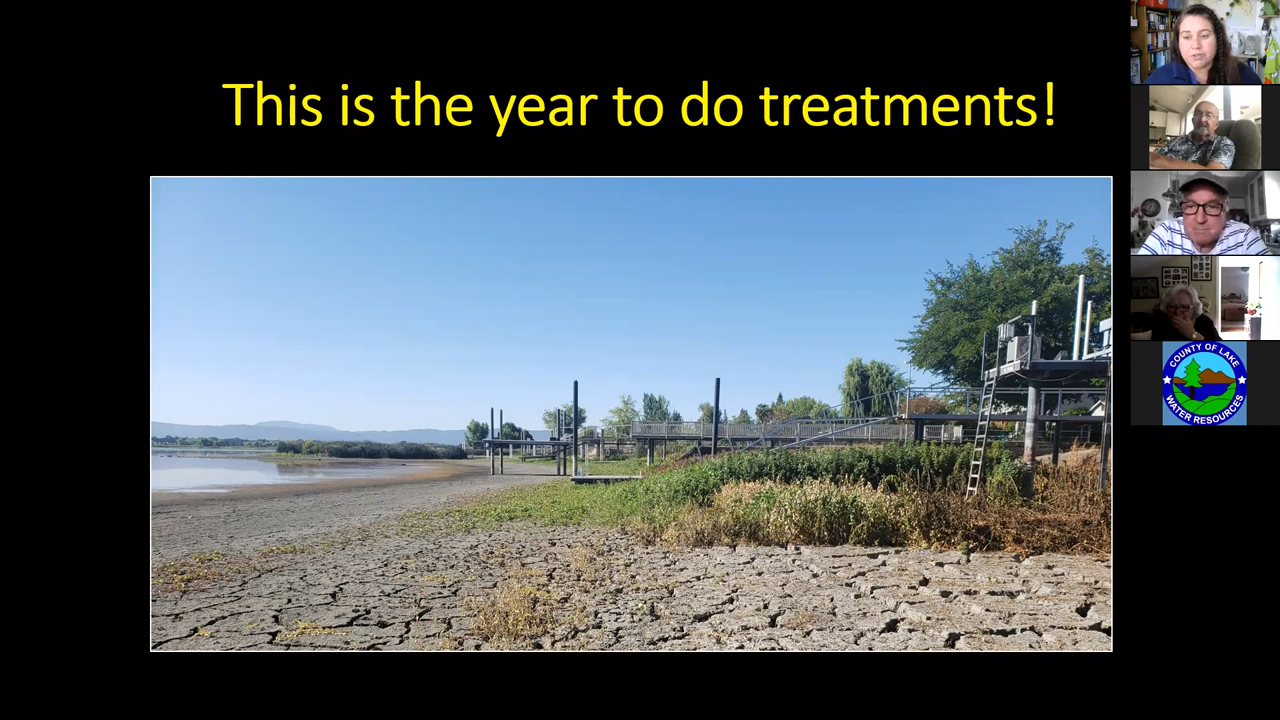 This is the year to do treatments!
COUNTY OF LAKE
WATER RESOURCES